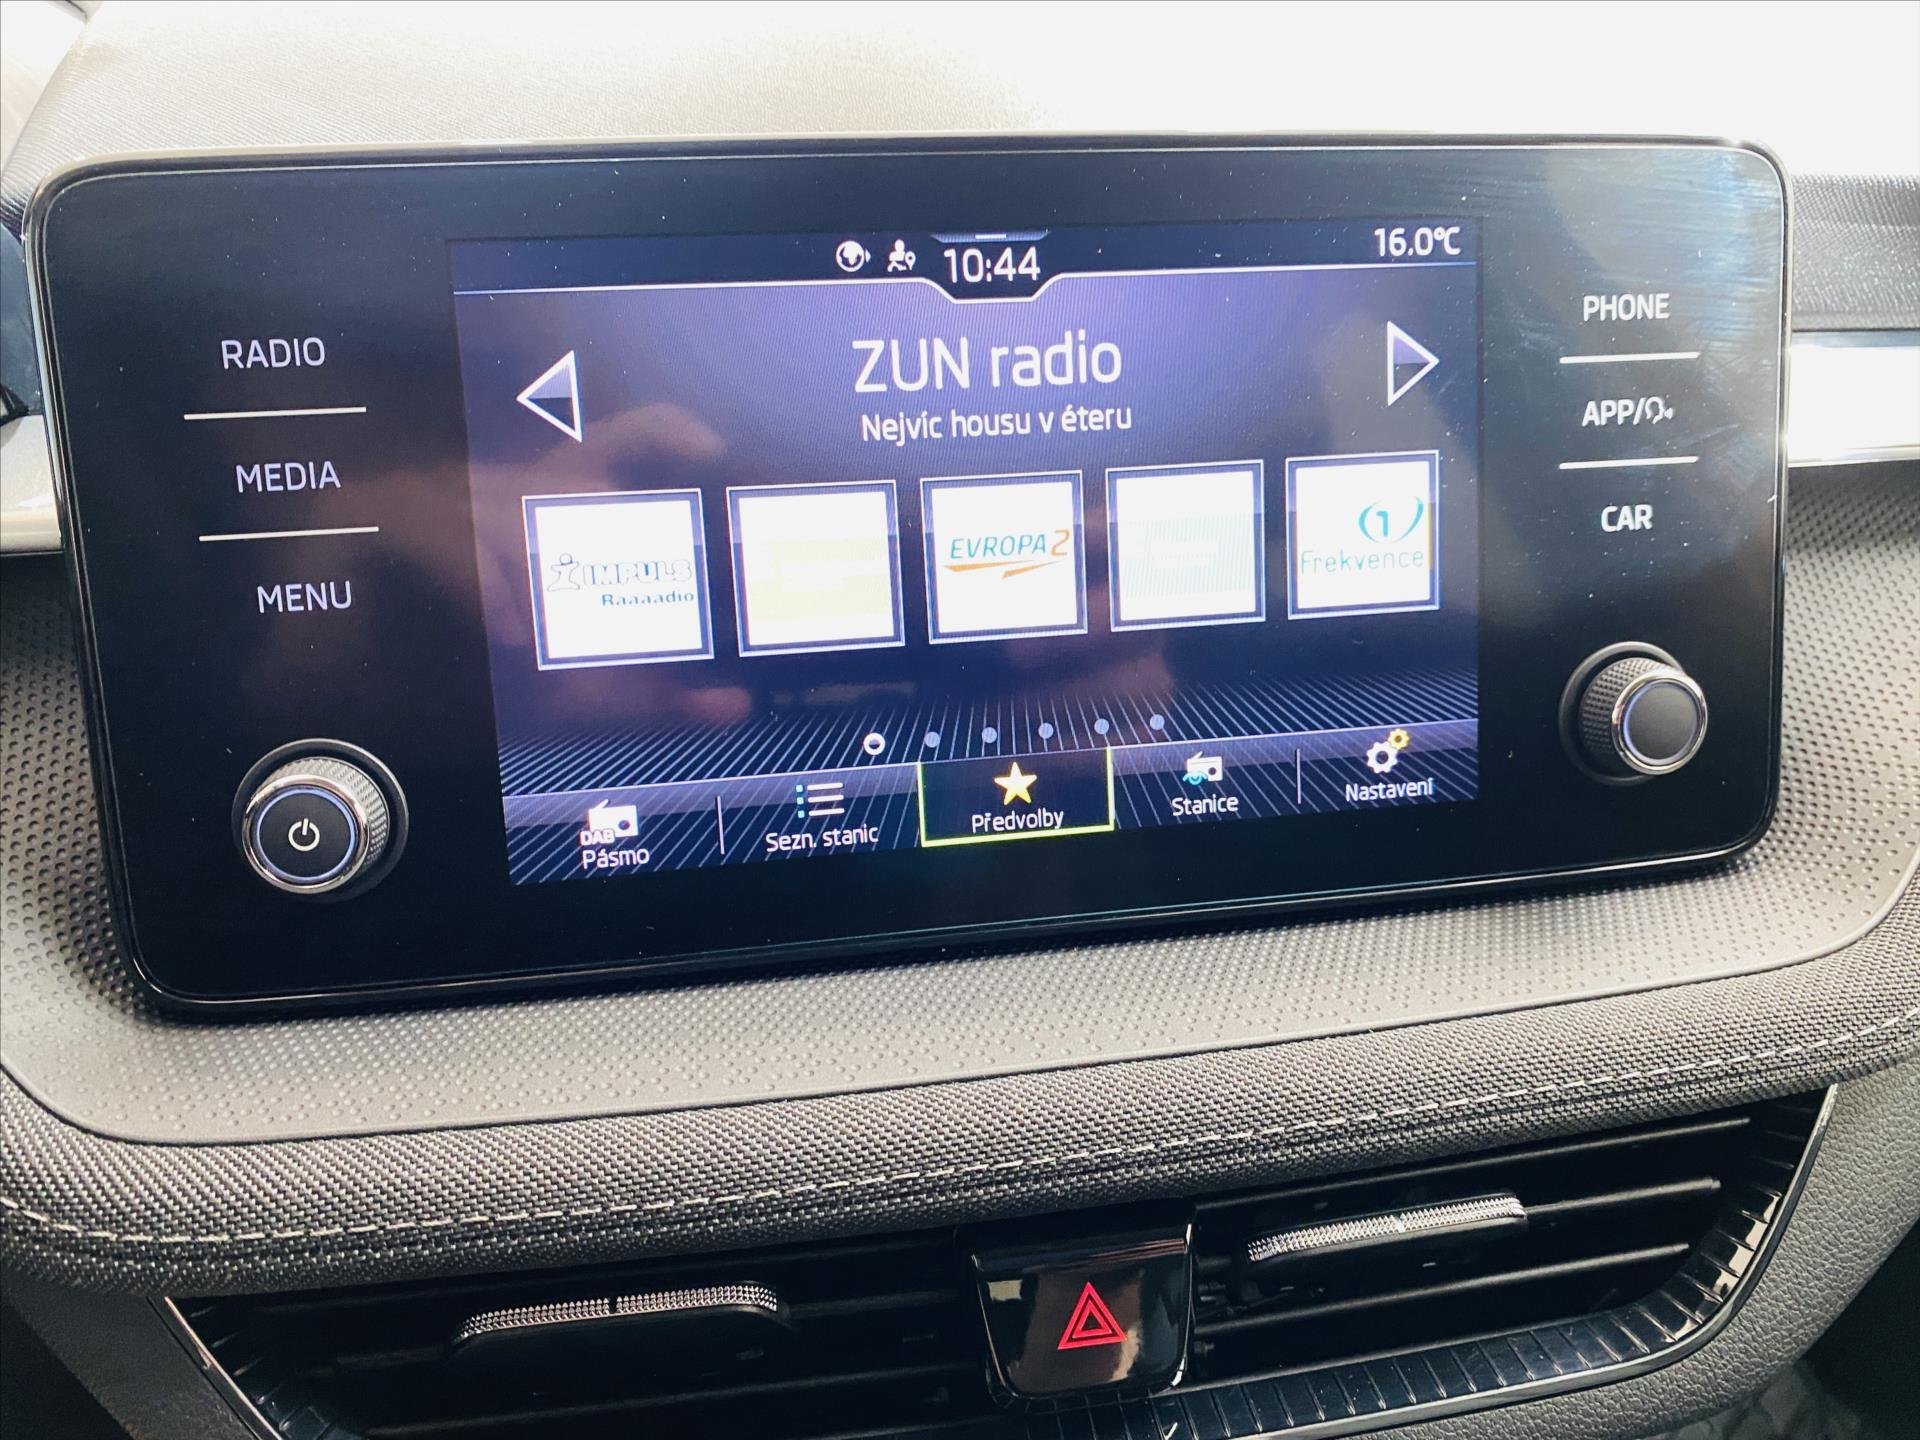 10:44
16.0°C
RADIO
MEDIA
MENU
ZUN radio
Nejvíc housu v éteru
IMPULS
Raaaadio
EVROPA 2
1
Frekvence
DAB
Pásmo
Sezn. stanic
Předvolby
Stanice
Nastavení
PHONE
APP/
CAR